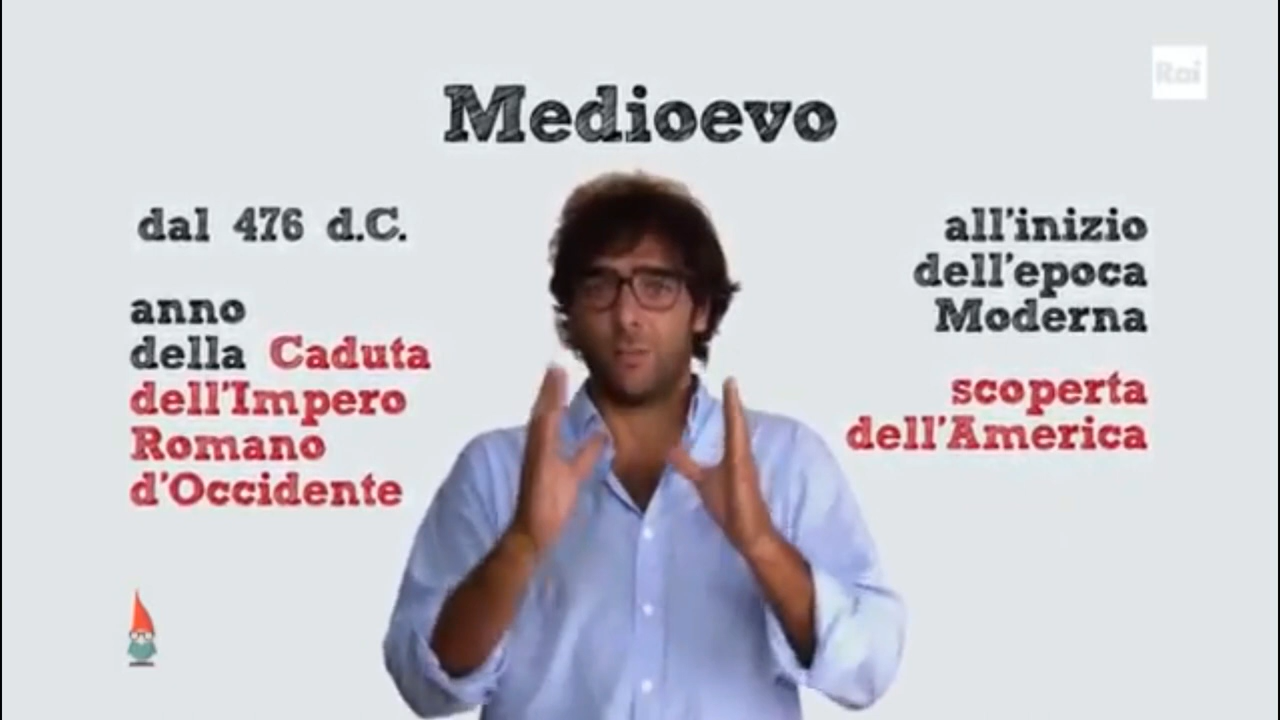 Rai
Medioevo
dal 476 d.C.
anno
della Caduta
dell'Impero
Romano
d'Occidente
all'inizio
dell'epoca
Moderna
scoperta
dell'America